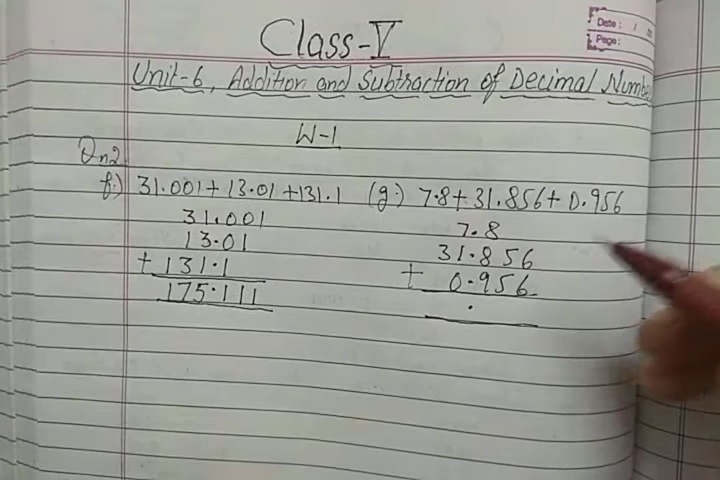 Class-V
Date :
Page :
Unit-6, Addition and Subtraction of Decimal Numbe
W-1
Qn2
f.) 31.001+13.01+131.1 (g.) 7.8+31.856+0.956
31.001
13.01
+131.1
175.111
7.8
31.856
+ 0.956
.